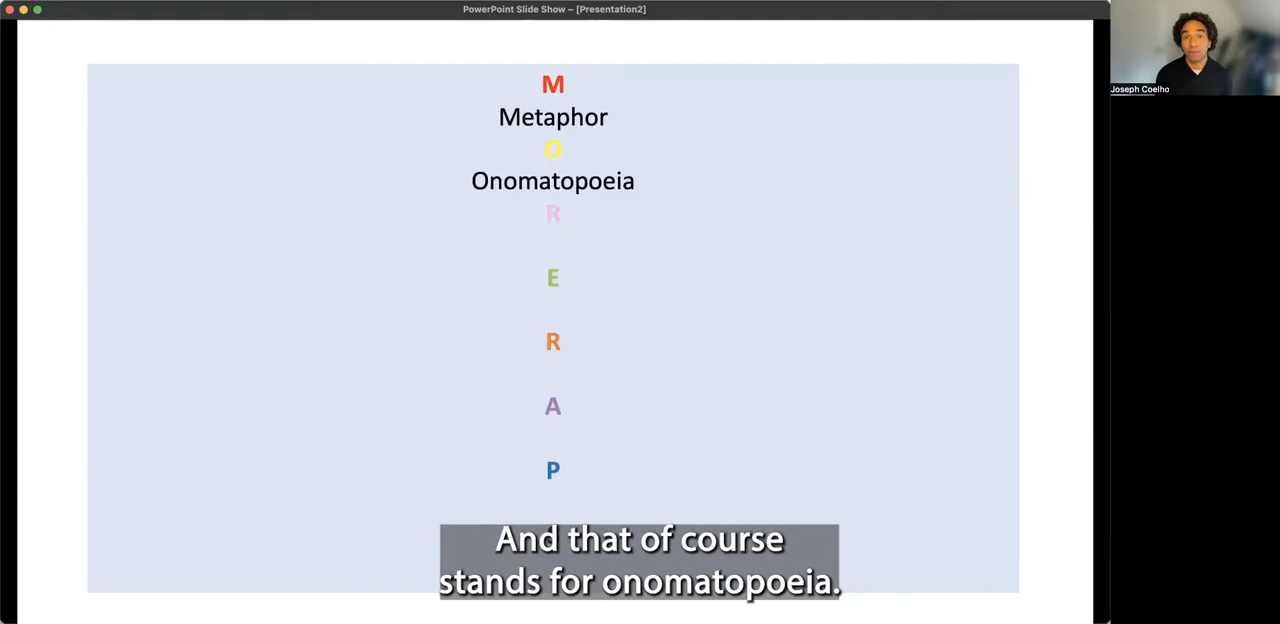 PowerPoint Slide Show – [Presentation2]
Joseph Coelho
M
Metaphor
O
Onomatopoeia
R
E
R
A
P
And that of course
stands for onomatopoeia.